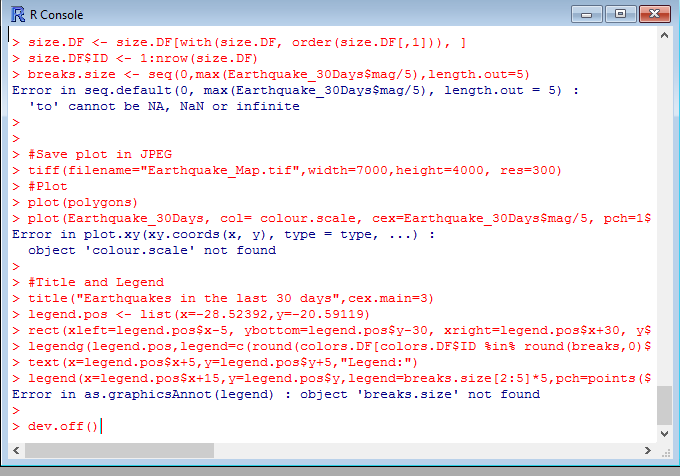 R Console
> size.DF <- size.DF[with(size.DF, order(size.DF[,1])), ]
> size.DF$ID <- 1:nrow(size.DF)
> breaks.size <- seq(0,max(Earthquake_30Days$mag/5),length.out=5)
Error in seq.default(0, max(Earthquake_30Days$mag/5), length.out = 5) :
  'to' cannot be NA, NaN or infinite
>
>
> #Save plot in JPEG
> tiff(filename="Earthquake_Map.tif",width=7000,height=4000, res=300)
> #Plot
> plot(polygons)
> plot(Earthquake_30Days, col= colour.scale, cex=Earthquake_30Days$mag/5, pch=1$
Error in plot.xy(xy.coords(x, y), type = type, ...) :
  object 'colour.scale' not found
>
> #Title and Legend
> title("Earthquakes in the last 30 days",cex.main=3)
> legend.pos <- list(x=-28.52392,y=-20.59119)
> rect(xleft=legend.pos$x-5, ybottom=legend.pos$y-30, xright=legend.pos$x+30, y$
> legendg(legend.pos,legend=c(round(colors.DF[colors.DF$ID %in% round(breaks,0)$
> text(x=legend.pos$x+5,y=legend.pos$y+5,"Legend:")
> legend(x=legend.pos$x+15,y=legend.pos$y,legend=breaks.size[2:5]*5,pch=points($
Error in as.graphicsAnnot(legend) : object 'breaks.size' not found
>
> dev.off()